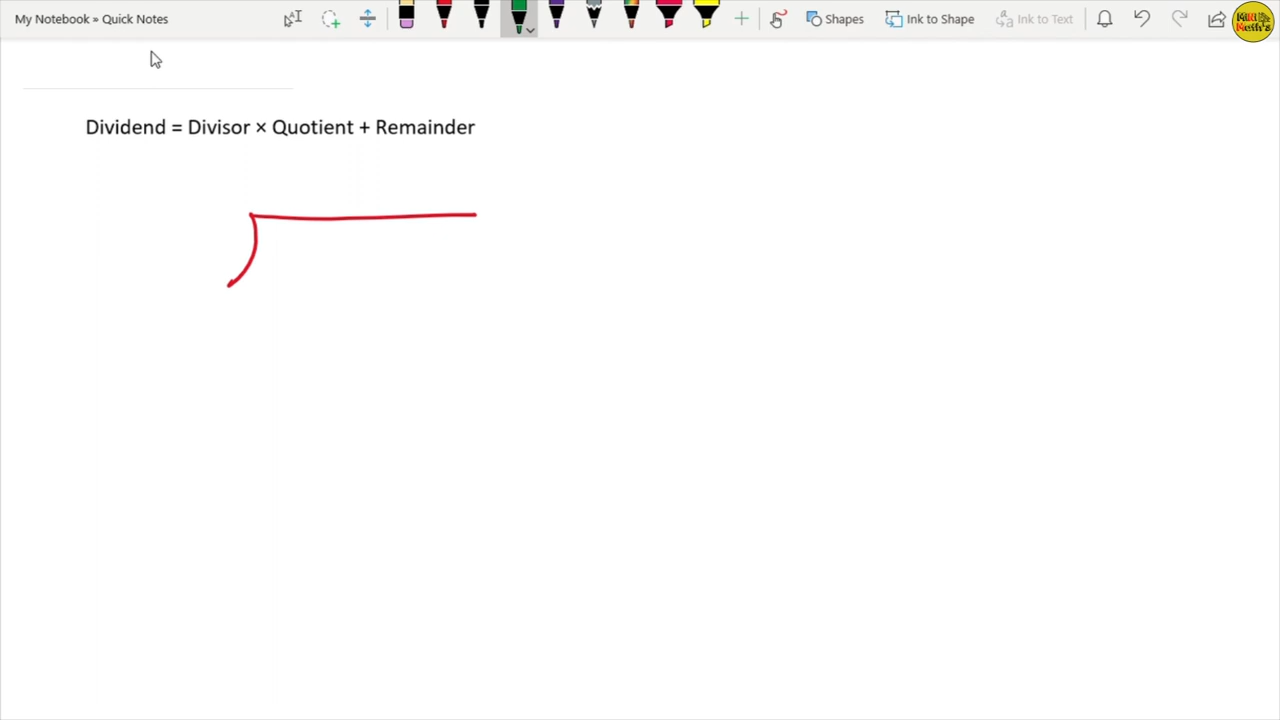 My Notebook » Quick Notes
Shapes
Ink to Shape
Ink to Text
Dividend = Divisor × Quotient + Remainder